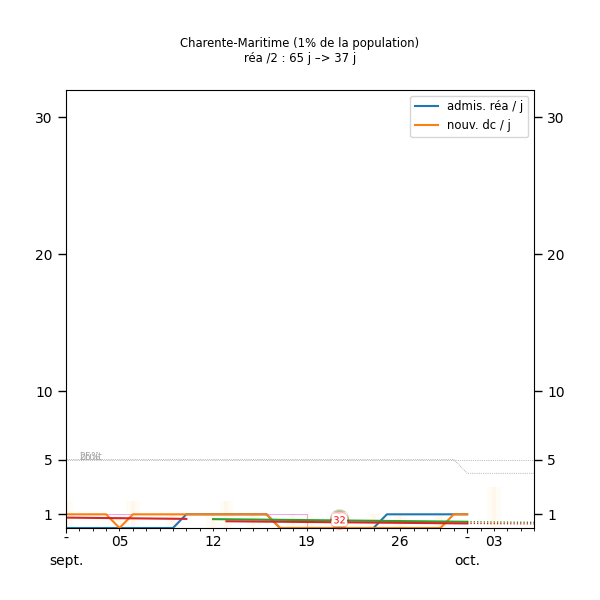 Charente-Maritime (1% de la population)
réa /2 : 65 j –> 37 j
admis. réa / j
nouv. dc / j
30
30
20
20
10
10
5
5
25%
32
1
1
- 05 12 19 26 - 03
sept. oct.